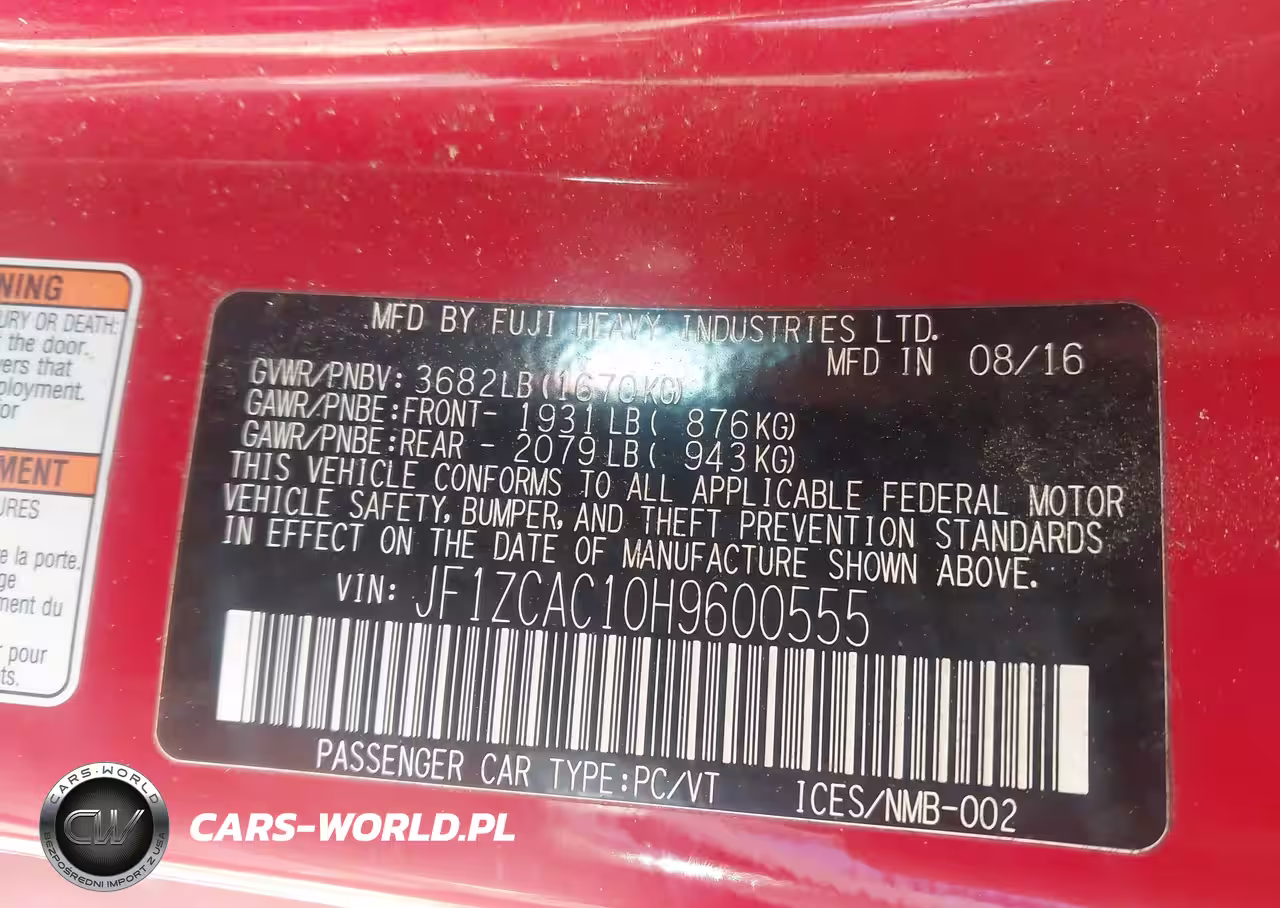 NING
URY OR DEATH:
the door.
vers that
ployment.
or
MENT
URES
e la porte.
ge
ment du
pour
ts.
MFD BY FUJI HEAVY INDUSTRIES LTD.
MFD IN 08/16
GVWR/PNBV: 3682LB(1670KG)
GAWR/PNBE:FRONT- 1931LB( 876KG)
GAWR/PNBE:REAR - 2079LB( 943KG)
THIS VEHICLE CONFORMS TO ALL APPLICABLE FEDERAL MOTOR
VEHICLE SAFETY, BUMPER, AND THEFT PREVENTION STANDARDS
IN EFFECT ON THE DATE OF MANUFACTURE SHOWN ABOVE.
VIN: JF1ZCAC10H9600555
PASSENGER CAR TYPE:PC/VT
ICES/NMB-002
CARS-WORLD
CW
BEZPOŚREDNI IMPORT Z USA
CARS-WORLD.PL